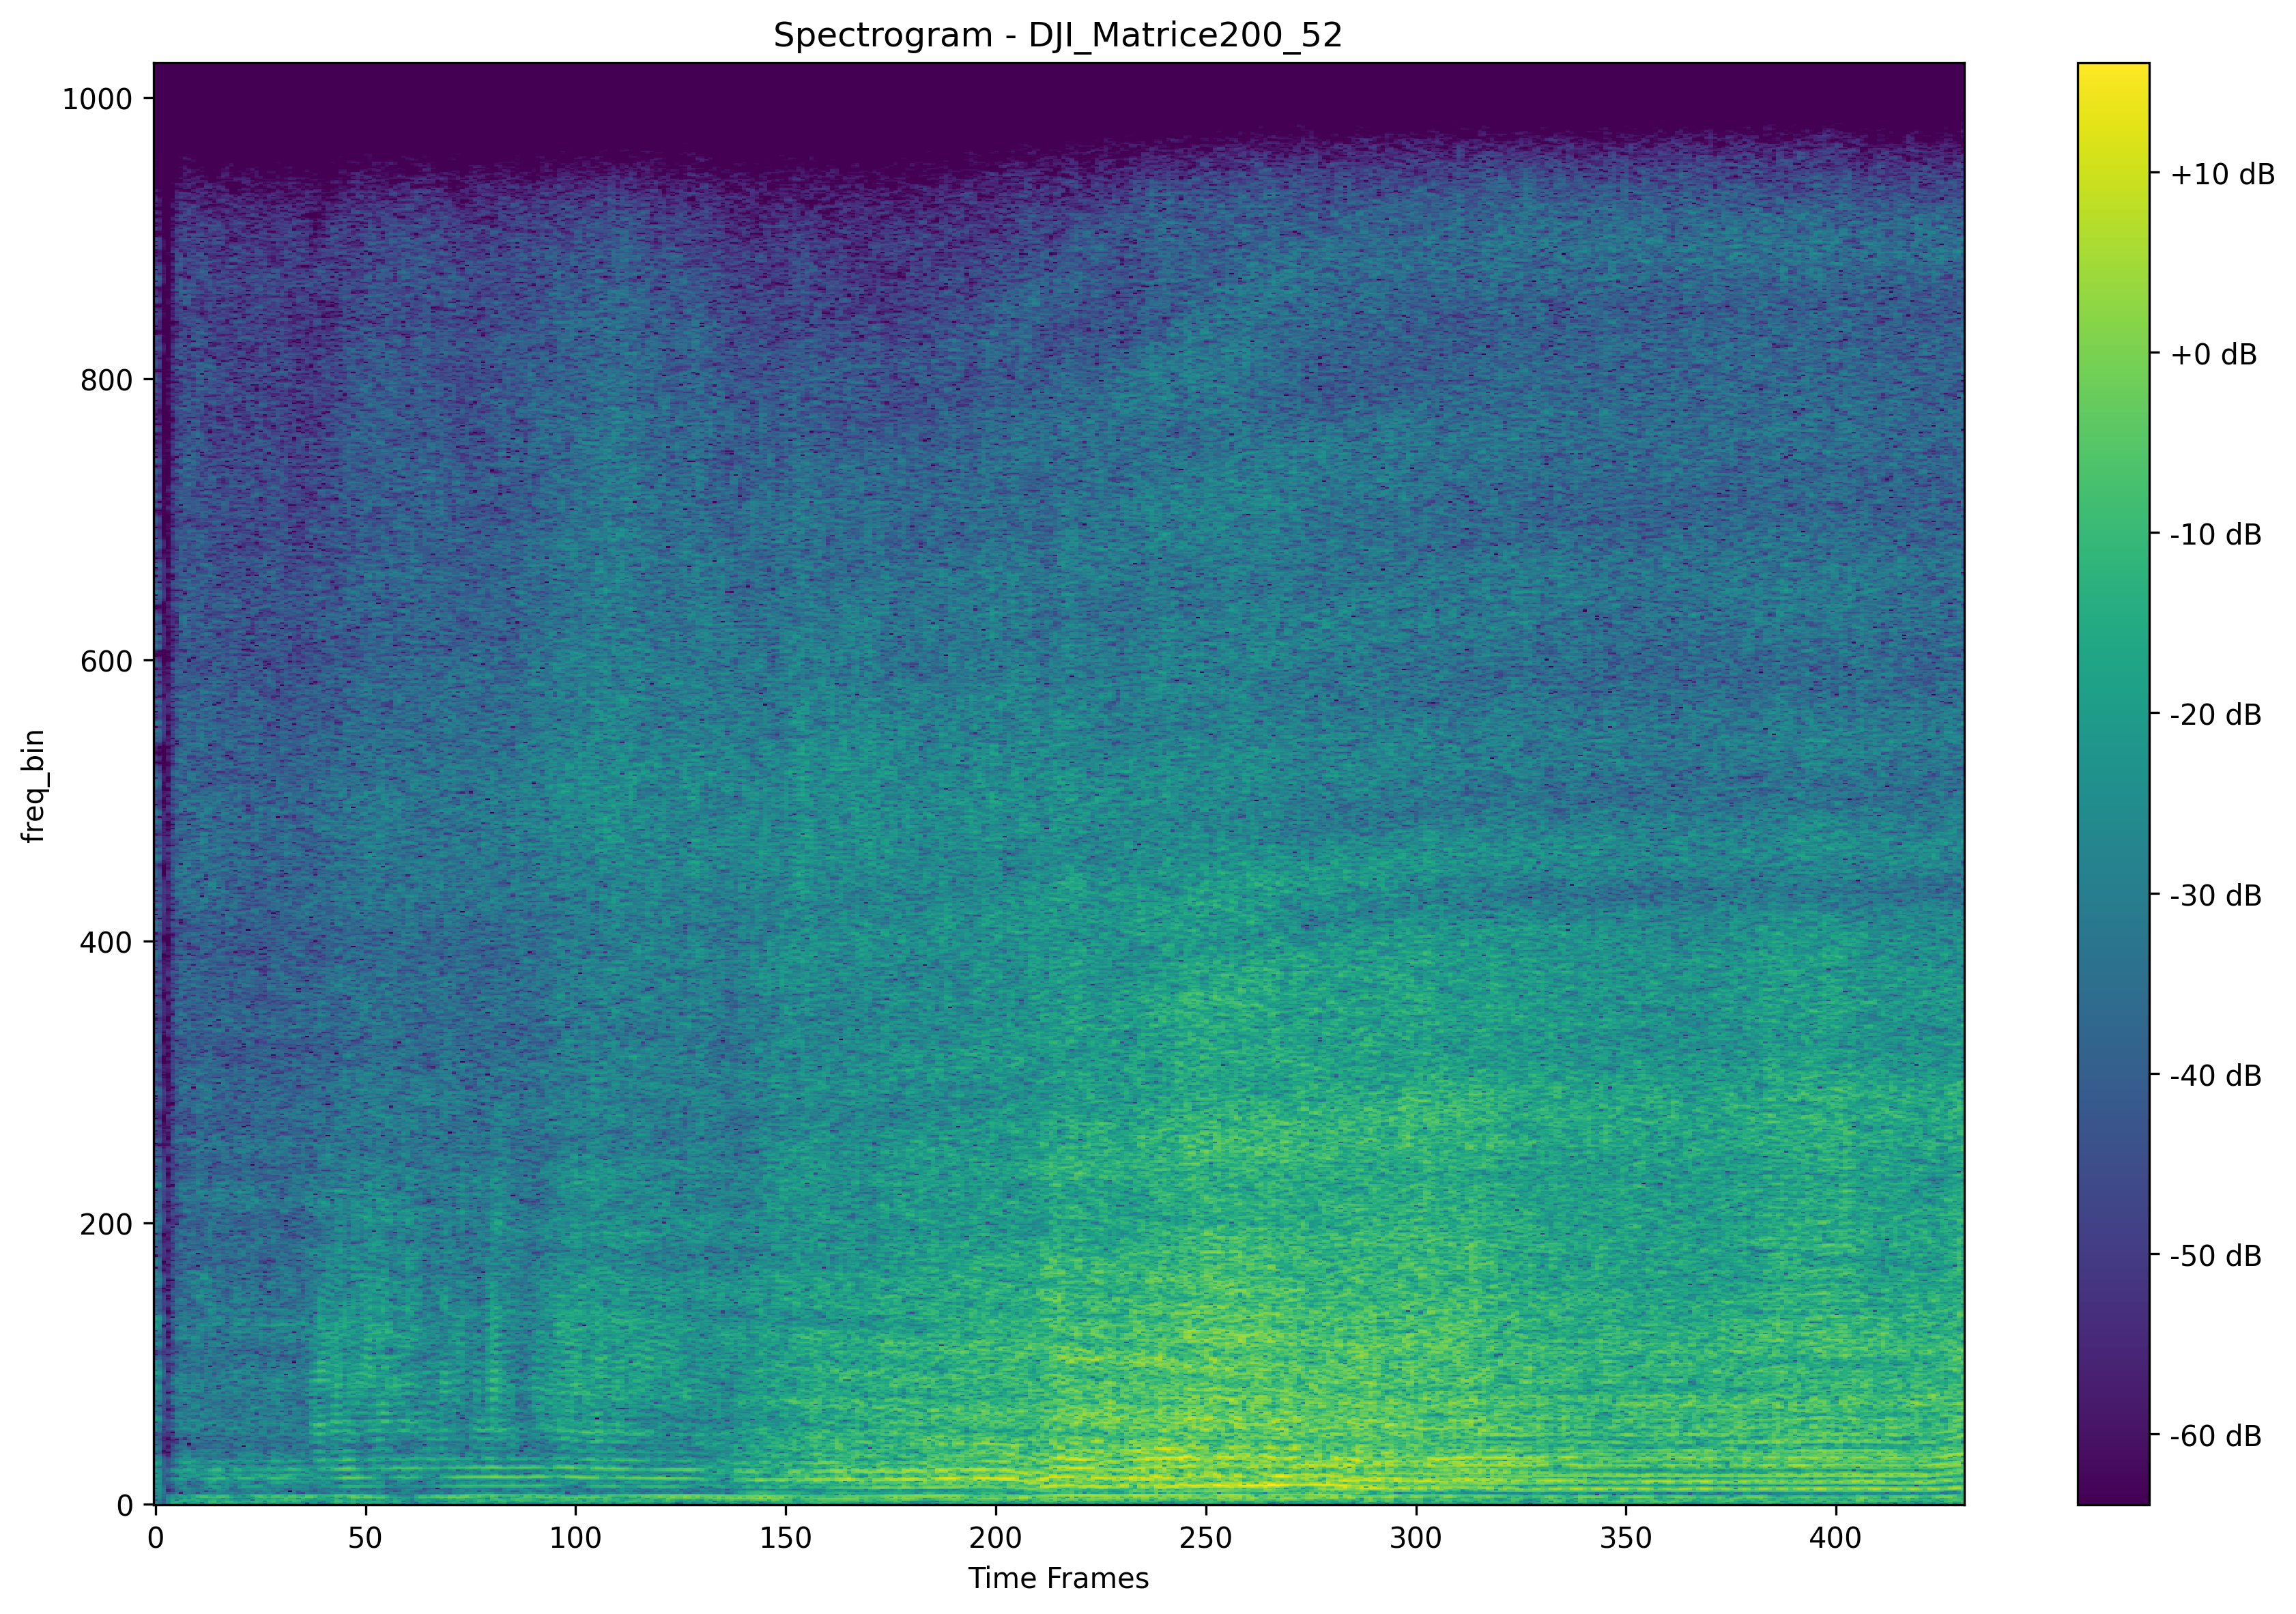 Spectrogram - DJI_Matrice200_52
1000
800
600
400
200
0
freq_bin
0 50 100 150 200 250 300 350 400
Time Frames
+10 dB
+0 dB
-10 dB
-20 dB
-30 dB
-40 dB
-50 dB
-60 dB